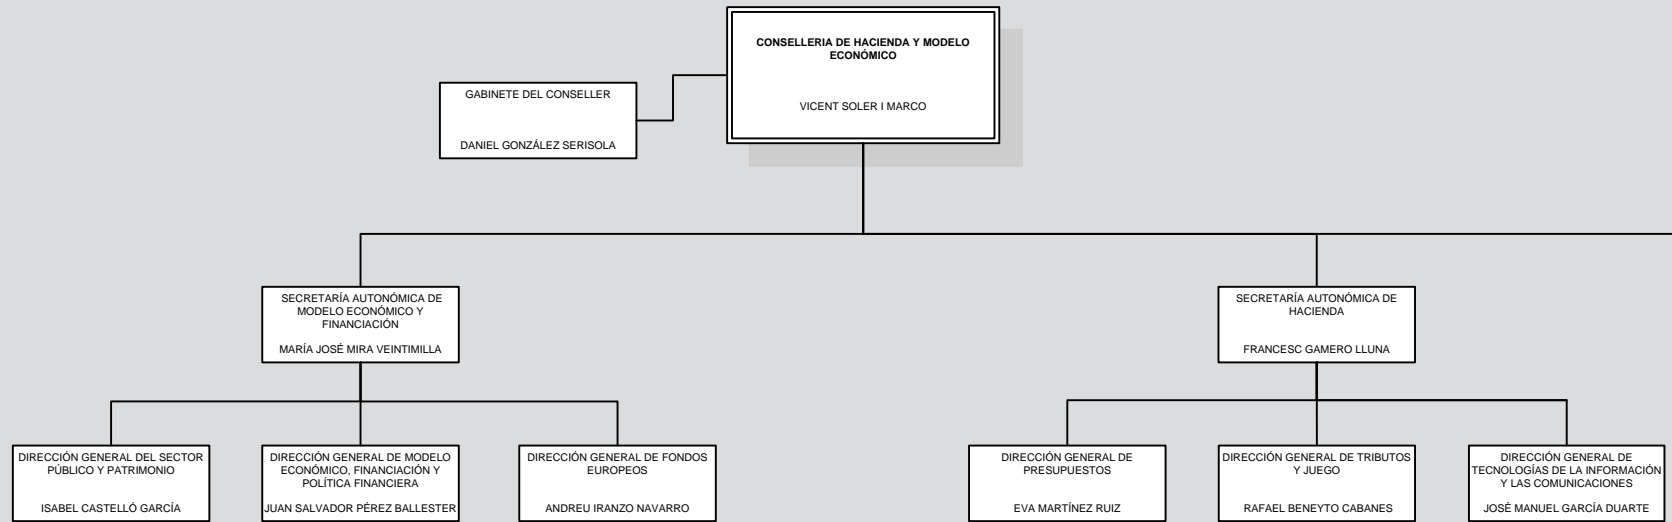 CONSELLERIA DE HACIENDA Y MODELO
ECONÓMICO
VICENT SOLER I MARCO
GABINETE DEL CONSELLER
DANIEL GONZÁLEZ SERISOLA
SECRETARÍA AUTONÓMICA DE
MODELO ECONÓMICO Y
FINANCIACIÓN
MARÍA JOSÉ MIRA VEINTIMILLA
SECRETARÍA AUTONÓMICA DE
HACIENDA
FRANCESC GAMERO LLUNA
DIRECCIÓN GENERAL DEL SECTOR
PÚBLICO Y PATRIMONIO
ISABEL CASTELLÓ GARCÍA
DIRECCIÓN GENERAL DE MODELO
ECONÓMICO, FINANCIACIÓN Y
POLÍTICA FINANCIERA
JUAN SALVADOR PÉREZ BALLESTER
DIRECCIÓN GENERAL DE FONDOS
EUROPEOS
ANDREU IRANZO NAVARRO
DIRECCIÓN GENERAL DE
PRESUPUESTOS
EVA MARTÍNEZ RUIZ
DIRECCIÓN GENERAL DE TRIBUTOS
Y JUEGO
RAFAEL BENEYTO CABANES
DIRECCIÓN GENERAL DE
TECNOLOGÍAS DE LA INFORMACIÓN
Y LAS COMUNICACIONES
JOSÉ MANUEL GARCÍA DUARTE